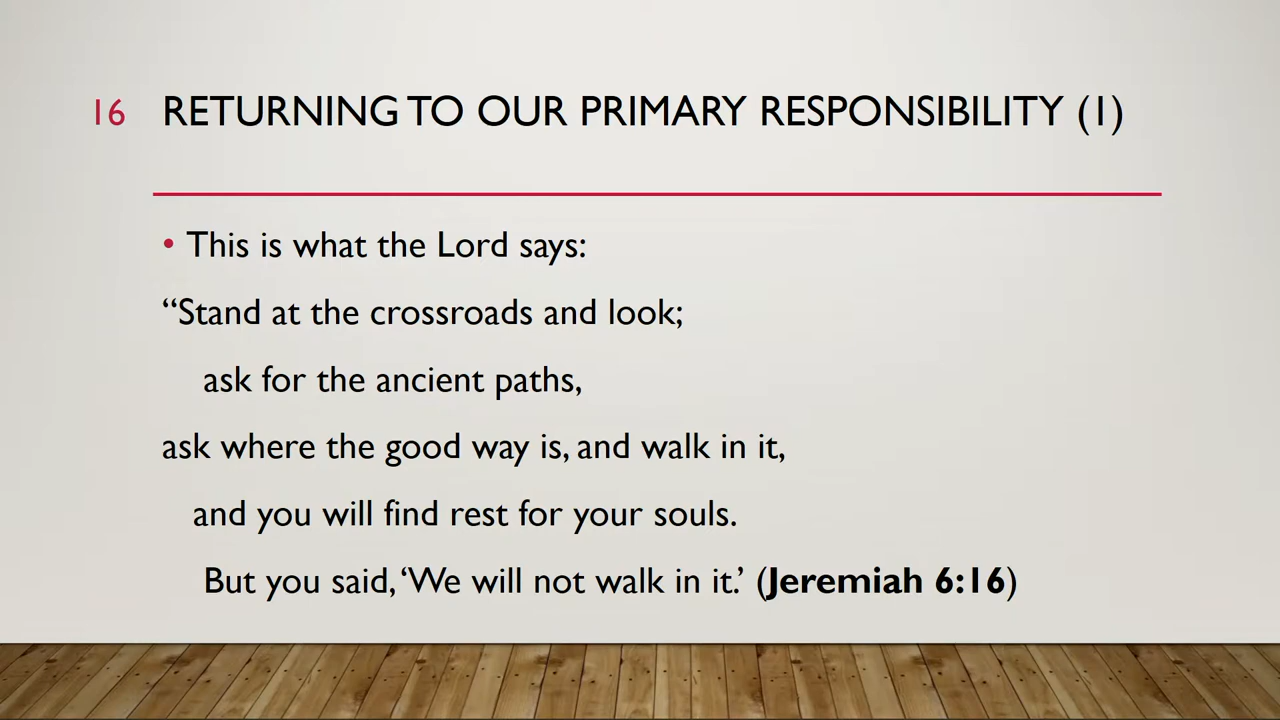 16 RETURNING TO OUR PRIMARY RESPONSIBILITY (1)
• This is what the Lord says:
“Stand at the crossroads and look;
ask for the ancient paths,
ask where the good way is, and walk in it,
and you will find rest for your souls.
But you said, ‘We will not walk in it.’ (Jeremiah 6:16)